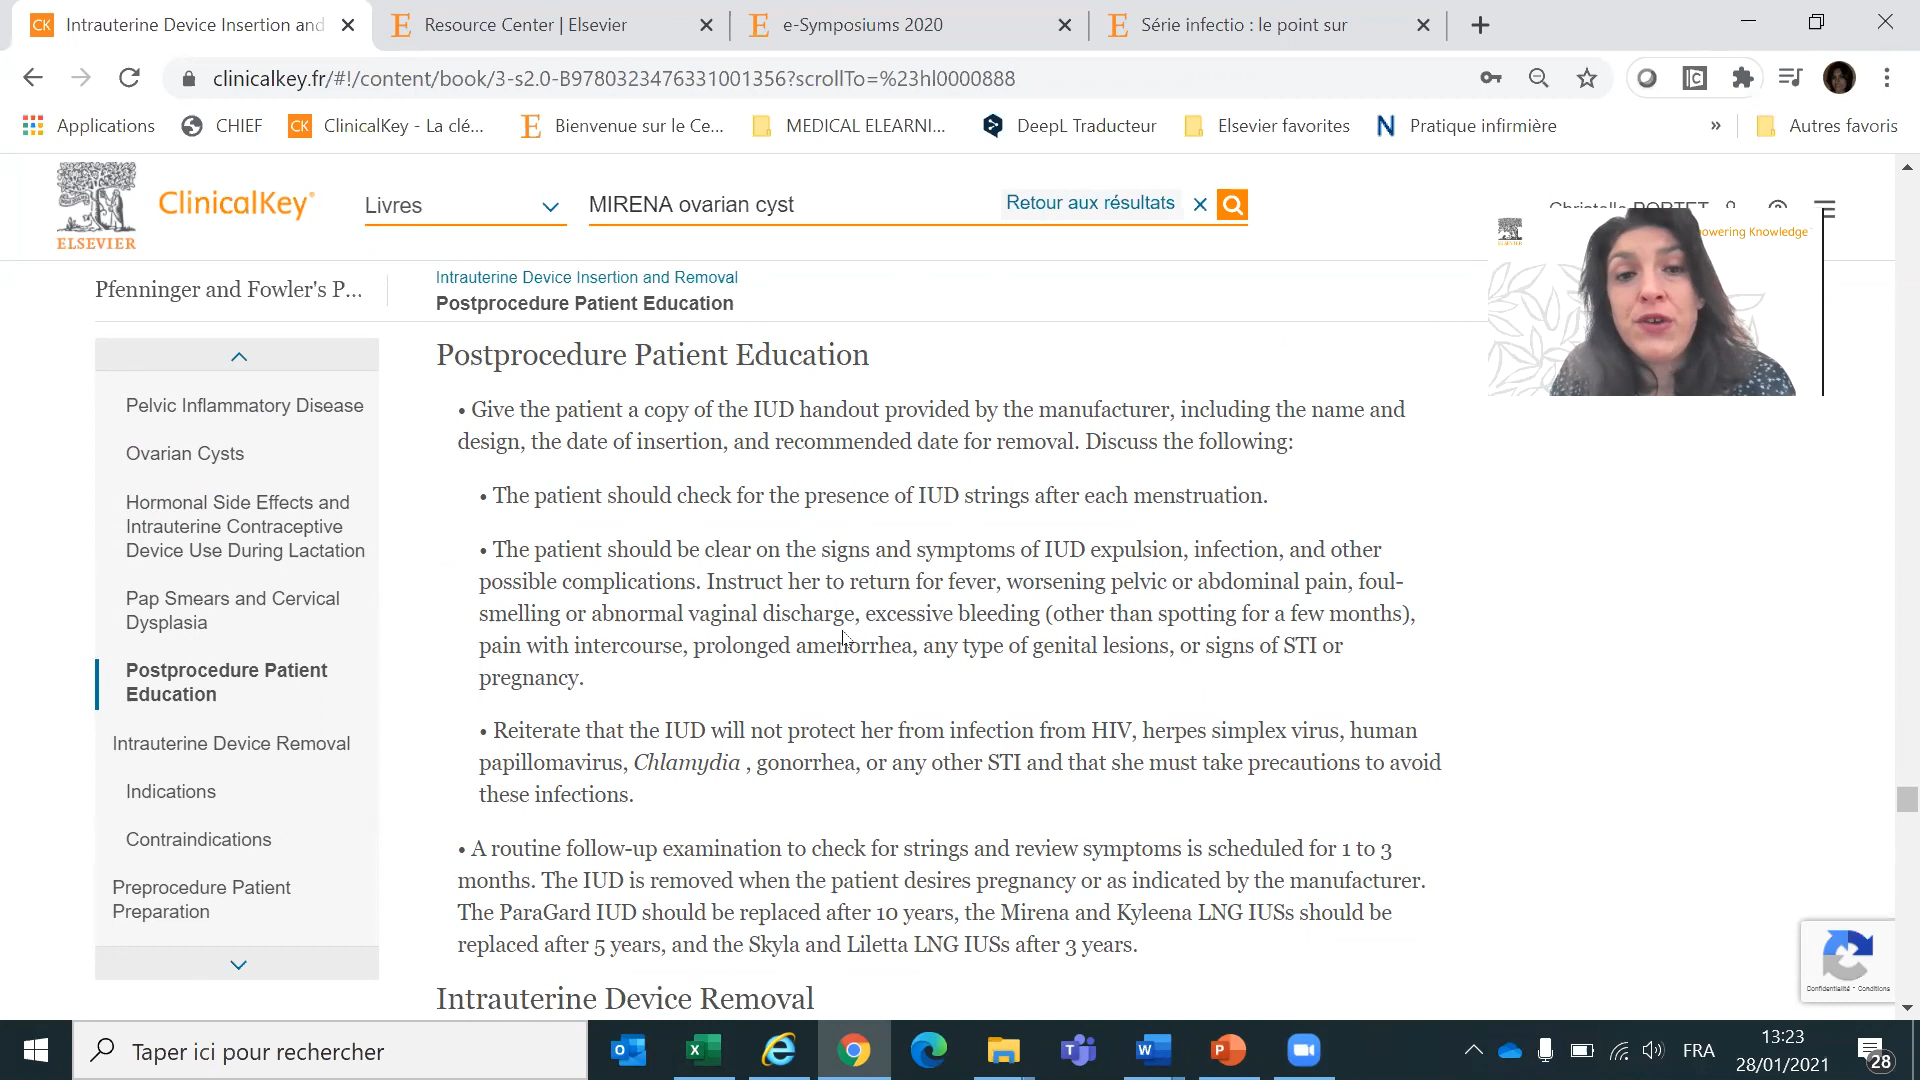 Intrauterine Device Insertion and
Resource Center | Elsevier
e-Symposiums 2020
Série infectio : le point sur
clinicalkey.fr/#!/content/book/3-s2.0-B9780323476331001356?scrollTo=%23hl0000888
Applications
CHIEF
ClinicalKey - La clé...
Bienvenue sur le Ce...
MEDICAL ELEARNI...
DeepL Traducteur
Elsevier favorites
Pratique infirmière
»
Autres favoris
ELSEVIER
ClinicalKey®
Livres
MIRENA ovarian cyst
Retour aux résultats
Christelle PORTET
owering Knowledge
Pfenninger and Fowler's P...
Intrauterine Device Insertion and Removal
Postprocedure Patient Education
Pelvic Inflammatory Disease
Ovarian Cysts
Hormonal Side Effects and
Intrauterine Contraceptive
Device Use During Lactation
Pap Smears and Cervical
Dysplasia
Postprocedure Patient
Education
Intrauterine Device Removal
Indications
Contraindications
Preprocedure Patient
Preparation
Postprocedure Patient Education
• Give the patient a copy of the IUD handout provided by the manufacturer, including the name and
design, the date of insertion, and recommended date for removal. Discuss the following:
• The patient should check for the presence of IUD strings after each menstruation.
• The patient should be clear on the signs and symptoms of IUD expulsion, infection, and other
possible complications. Instruct her to return for fever, worsening pelvic or abdominal pain, foul-
smelling or abnormal vaginal discharge, excessive bleeding (other than spotting for a few months),
pain with intercourse, prolonged amenorrhea, any type of genital lesions, or signs of STI or
pregnancy.
• Reiterate that the IUD will not protect her from infection from HIV, herpes simplex virus, human
papillomavirus, Chlamydia , gonorrhea, or any other STI and that she must take precautions to avoid
these infections.
• A routine follow-up examination to check for strings and review symptoms is scheduled for 1 to 3
months. The IUD is removed when the patient desires pregnancy or as indicated by the manufacturer.
The ParaGard IUD should be replaced after 10 years, the Mirena and Kyleena LNG IUSs should be
replaced after 5 years, and the Skyla and Liletta LNG IUSs after 3 years.
Intrauterine Device Removal
Confidentialité - Conditions
Taper ici pour rechercher
FRA
13:23
28/01/2021
28